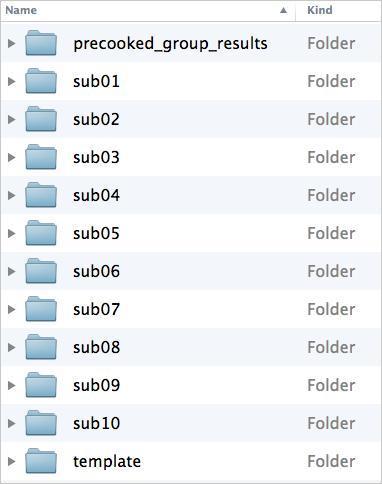 Name Kind
precooked_group_results Folder
sub01 Folder
sub02 Folder
sub03 Folder
sub04 Folder
sub05 Folder
sub06 Folder
sub07 Folder
sub08 Folder
sub09 Folder
sub10 Folder
template Folder